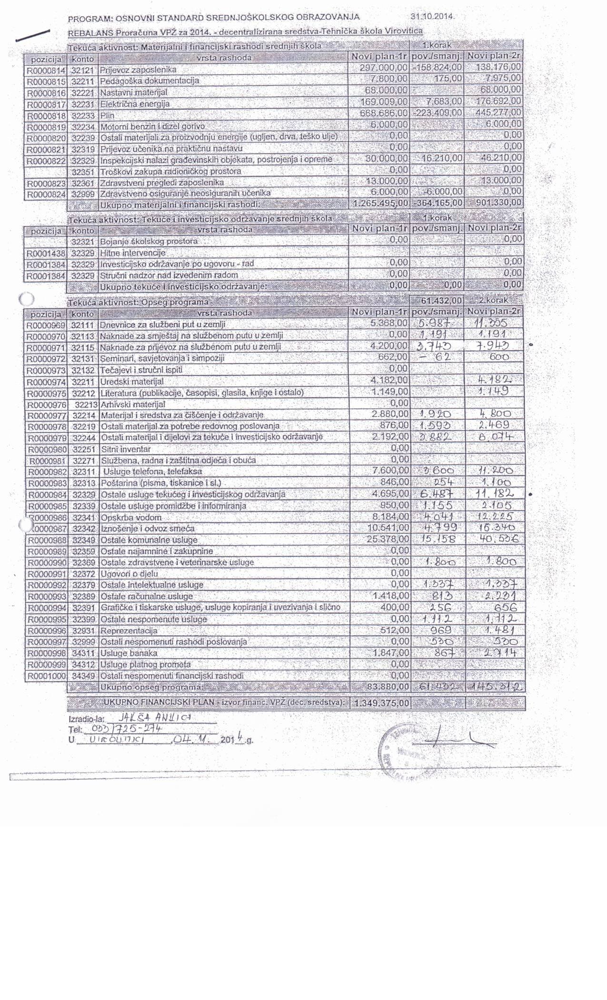 PROGRAM: OSNOVNI STANDARD SREDNJOŠKOLSKOG OBRAZOVANJA 31.10.2014.
REBALANS Proračuna VPŽ za 2014. - decentralizirana sredstva-Tehnička škola Virovitica
Tekuća aktivnost: Materijalni i financijski rashodi srednjih škola 1.korak
pozicija konto vrsta rashoda Novi plan-1r pov./smanj. Novi plan-2r
R0000814 32121 Prijevoz zaposlenika 297.000,00 -158.824,00 138.176,00
R0000815 32211 Pedagoška dokumentacija 7.800,00 175,00 7.975,00
R0000816 32221 Nastavni materijal 68.000,00 68.000,00
R0000817 32231 Električna energija 169.009,00 7.683,00 176.692,00
R0000818 32233 Plin 668.686,00 -223.409,00 445.277,00
R0000819 32234 Motorni benzin i dizel gorivo 6.000,00 6.000,00
R0000820 32239 Ostali materijali za proizvodnju energije (ugljen, drva, teško ulje) 0,00 0,00
R0000821 32319 Prijevoz učenika na praktičnu nastavu 0,00 0,00
R0000822 32329 Inspekcijski nalazi građevinskih objekata, postrojenja i opreme 30.000,00 16.210,00 46.210,00
32351 Troškovi zakupa radioničkog prostora 0,00 0,00
R0000823 32361 Zdravstveni pregledi zaposlenika 13.000,00 13.000,00
R0000824 32999 Zdravstveno osiguranje neosiguranih učenika 6.000,00 -6.000,00 0,00
Ukupno materijalni i financijski rashodi: 1.265.495,00 -364.165,00 901.330,00
Tekuća aktivnost: Tekuće i investicijsko održavanje srednjih škola 1.korak
pozicija konto vrsta rashoda Novi plan-1r pov./smanj. Novi plan-2r
32321 Bojanje školskog prostora 0,00 0,00
R0001438 32329 Hitne intervencije
R0001384 32329 Investicijsko održavanje po ugovoru - rad 0,00 0,00
R0001384 32329 Stručni nadzor nad izvedenim radom 0,00 0,00
Ukupno tekuće i investicijsko održavanje: 0,00 0,00 0,00
Tekuća aktivnost: Opseg programa 61.432,00 2.korak
pozicija konto vrsta rashoda Novi plan-1r pov./smanj. Novi plan-2r
R0000969 32111 Dnevnice za službeni put u zemlji 5.368,00 5.987 11.355
R0000970 32113 Naknade za smještaj na službenom putu u zemlji 0,00 1.191 1.191
R0000971 32115 Naknade za prijevoz na službenom putu u zemlji 4.200,00 3.743 7.943
R0000972 32131 Seminari, savjetovanja i simpoziji 662,00 - 62 600
R0000973 32132 Tečajevi i stručni ispiti 0,00
R0000974 32211 Uredski materijal 4.182,00 4.182
R0000975 32212 Literatura (publikacije, časopisi, glasila, knjige i ostalo) 1.149,00 1.149
R0000976 32213 Arhivski materijal 0,00
R0000977 32214 Materijal i sredstva za čišćenje i održavanje 2.880,00 1.920 4.800
R0000978 32219 Ostali materijal za potrebe redovnog poslovanja 876,00 1.593 2.469
R0000979 32244 Ostali materijal i dijelovi za tekuće i investicijsko održavanje 2.192,00 3.882 6.074
R0000980 32251 Sitni inventar 0,00
R0000981 32271 Službena, radna i zaštitna odjeća i obuća 0,00
R0000982 32311 Usluge telefona, telefaksa 7.600,00 3600 11.200
R0000983 32313 Poštarina (pisma, tiskanice i sl.) 846,00 254 1.100
R0000984 32329 Ostale usluge tekućeg i investicijskog održavanja 4.695,00 6.487 11.182
R0000985 32339 Ostale usluge promidžbe i informiranja 950,00 1.155 2.105
R0000986 32341 Opskrba vodom 8.184,00 4.041 12.225
0000987 32342 Iznošenje i odvoz smeća 10.541,00 4.799 15.340
R0000988 32349 Ostale komunalne usluge 25.378,00 15.158 40.536
R0000989 32359 Ostale najamnine i zakupnine 0,00
R0000990 32369 Ostale zdravstvene i veterinarske usluge 0,00 1.800 1.800
R0000991 32372 Ugovori o djelu 0,00
R0000992 32379 Ostale intelektualne usluge 0,00 1.337 1.337
R0000993 32389 Ostale računalne usluge 1.418,00 813 2.231
R0000994 32391 Grafičke i tiskarske usluge, usluge kopiranja i uvezivanja i slično 400,00 256 656
R0000995 32399 Ostale nespomenute usluge 0,00 1.112 1.112
R0000996 32931 Reprezentacija 512,00 969 1.481
R0000997 32999 Ostali nespomenuti rashodi poslovanja 0,00 530 530
R0000998 34311 Usluge banaka 1.847,00 867 2714
R0000999 34312 Usluge platnog prometa 0,00
R0001000 34349 Ostali nespomenuti financijski rashodi 0,00
Ukupno opseg programa: 83.880,00 61.432 145.312
UKUPNO FINANCIJSKI PLAN - izvor financ. VPŽ (dec. sredstva): 1.349.375,00
Izradio-la:
Tel: 033/725-274
U VIROVITICI, 04.11. 2014.g.
TEHNIČK
REPUBLIKA HRVATSKA